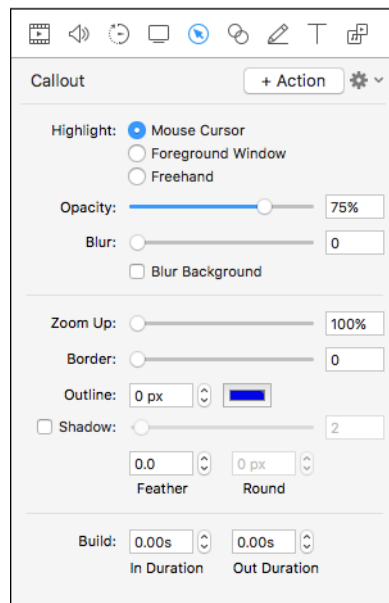 Callout + Action
Highlight: Mouse Cursor
Foreground Window
Freehand
Opacity: 75%
Blur: 0
Blur Background
Zoom Up: 100%
Border: 0
Outline: 0 px
Shadow: 2
0.0 0 px
Feather Round
Build: 0.00s 0.00s
In Duration Out Duration